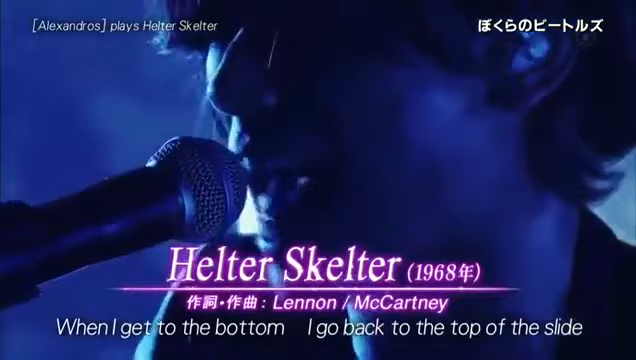 [Alexandros] plays Helter Skelter
ぼくらのビートルズ
Helter Skelter (1968年)
作詞・作曲 : Lennon / McCartney
When I get to the bottom I go back to the top of the slide